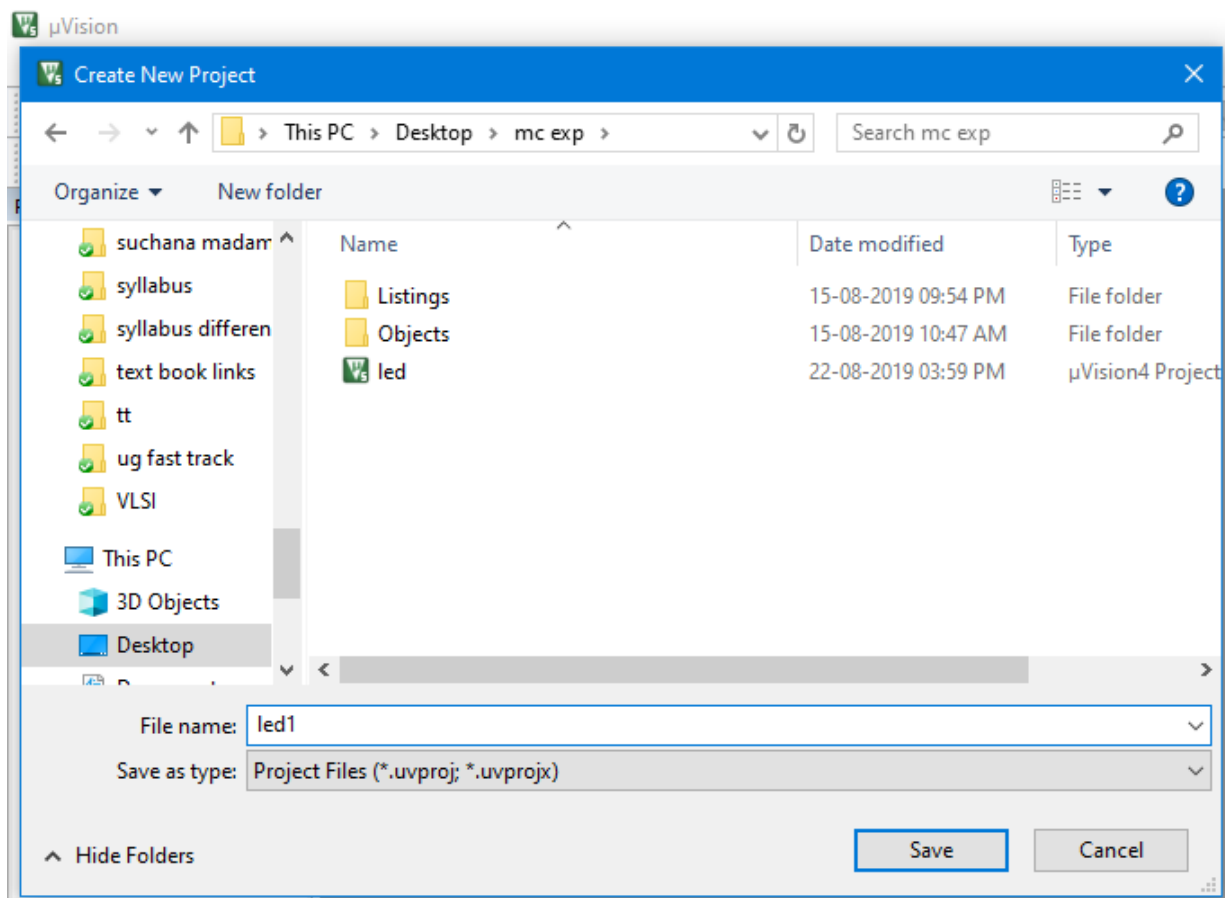 µVision
Create New Project
This PC > Desktop > mc exp >
Search mc exp
Organize
New folder
Name
Date modified
Type
suchana madam
syllabus
syllabus differen
text book links
tt
ug fast track
VLSI
This PC
3D Objects
Desktop
Listings 15-08-2019 09:54 PM File folder
Objects 15-08-2019 10:47 AM File folder
led 22-08-2019 03:59 PM µVision4 Project
File name: led1
Save as type: Project Files (*.uvproj; *.uvprojx)
Hide Folders
Save
Cancel